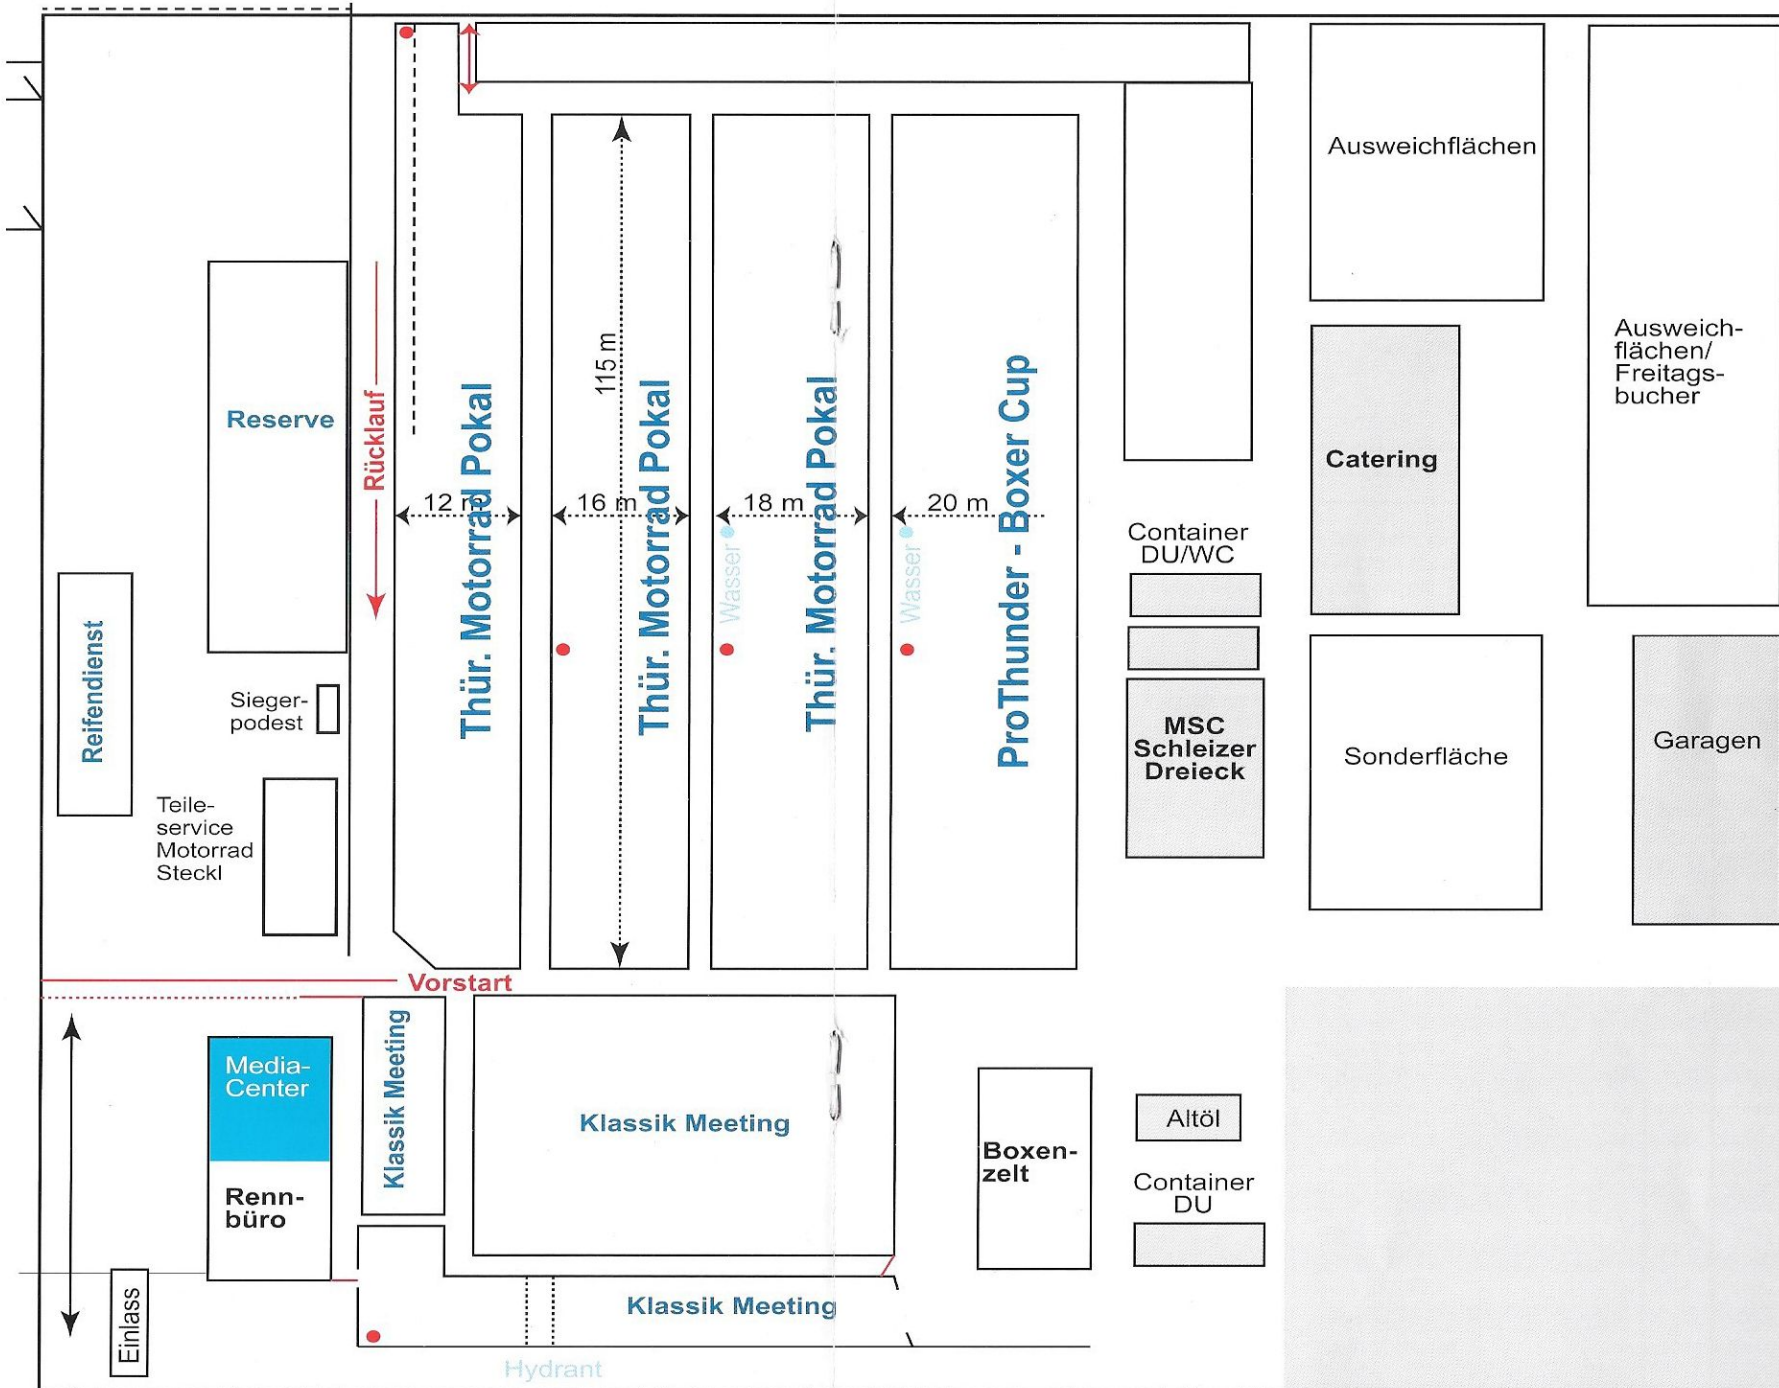 Ausweichflächen
Ausweich-
flächen/
Freitags-
bucher
Reserve
Rücklauf
115 m
Thür. Motorrad Pokal
Thür. Motorrad Pokal
Thür. Motorrad Pokal
ProThunder - Boxer Cup
Catering
12 m
16 m
18 m
20 m
Wasser
Wasser
Container
DU/WC
Reifendienst
Sieger-
podest
MSC
Schleizer
Dreieck
Sonderfläche
Garagen
Teile-
service
Motorrad
Steckl
Vorstart
Media-
Center
Klassik Meeting
Klassik Meeting
Boxen-
zelt
Altöl
Renn-
büro
Container
DU
Einlass
Klassik Meeting
Hydrant